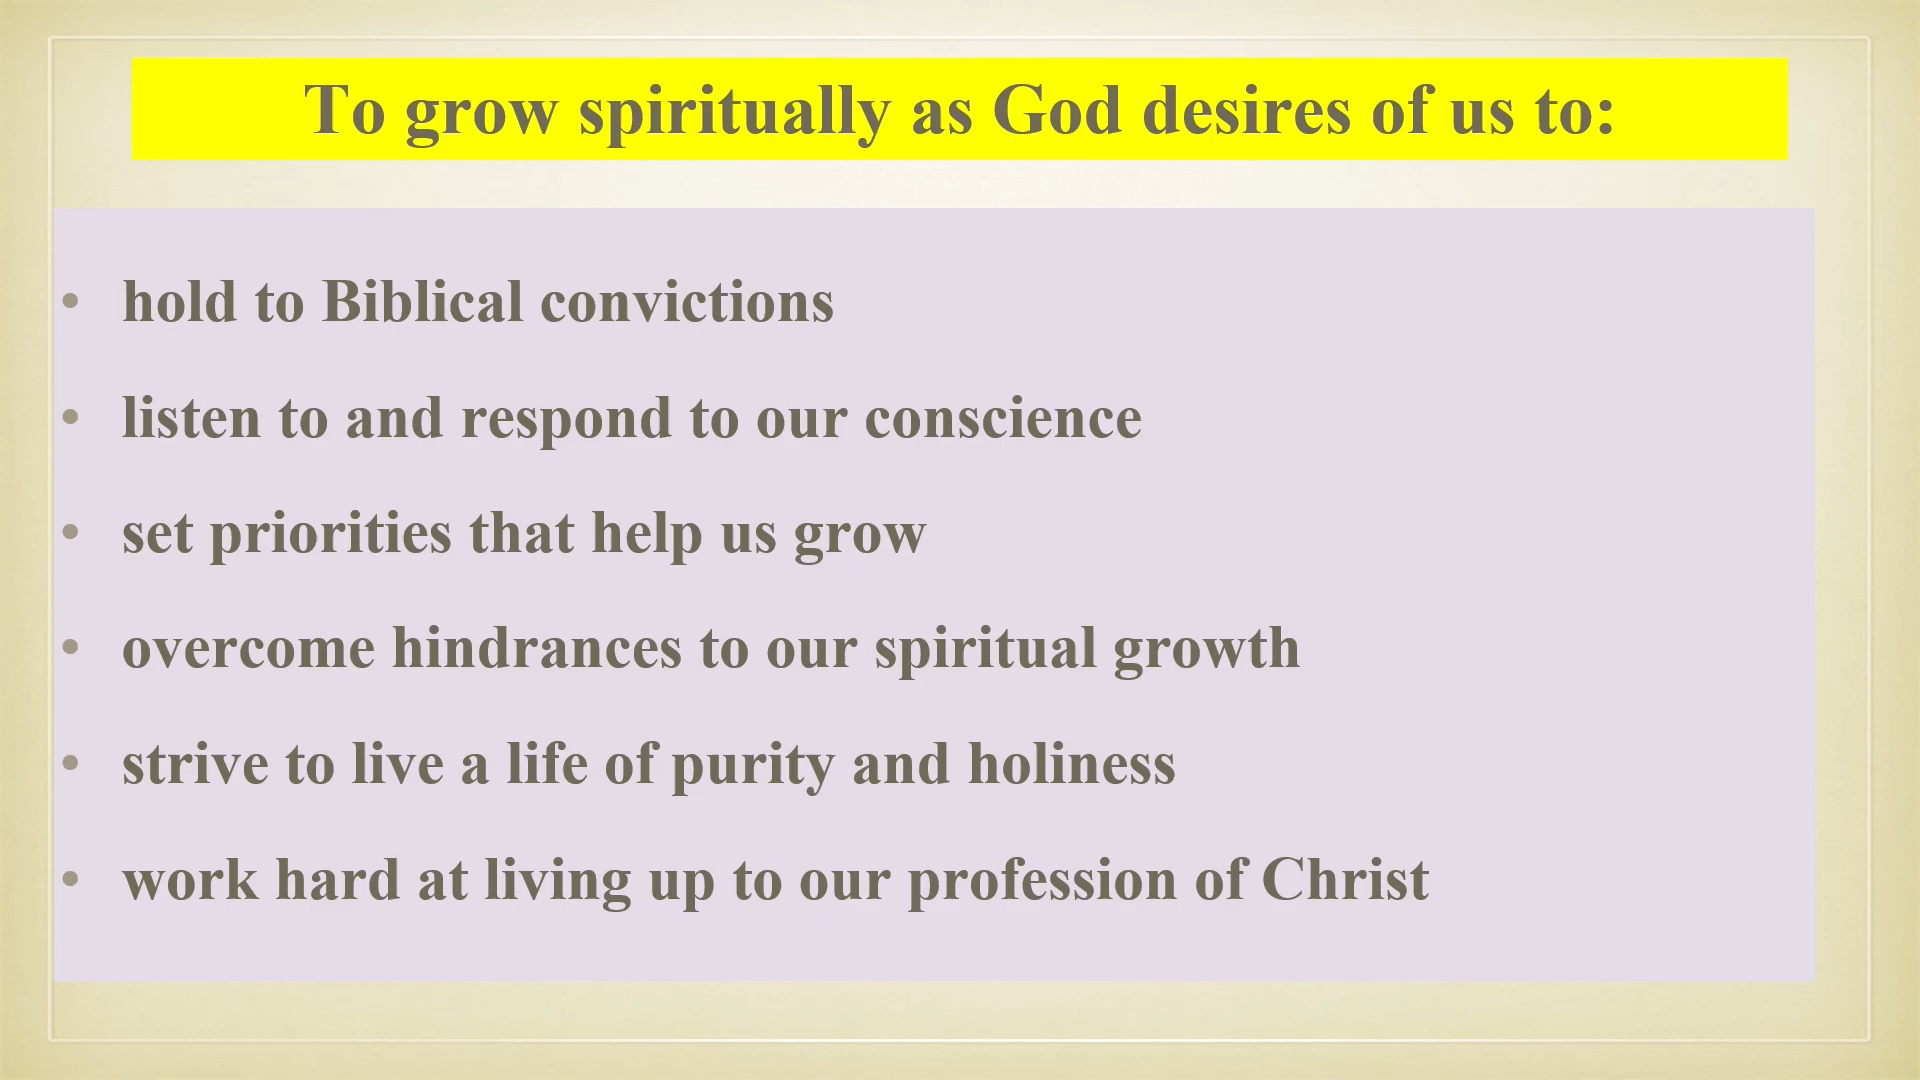 To grow spiritually as God desires of us to:
• hold to Biblical convictions
• listen to and respond to our conscience
• set priorities that help us grow
• overcome hindrances to our spiritual growth
• strive to live a life of purity and holiness
• work hard at living up to our profession of Christ